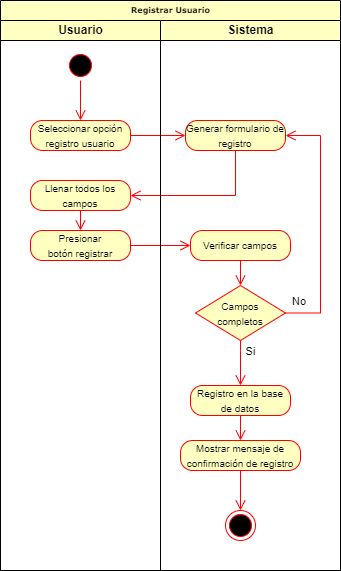 Registrar Usuario
Usuario
Sistema
Seleccionar opción
registro usuario
Generar formulario de
registro
Llenar todos los
campos
Presionar
botón registrar
Verificar campos
Campos
completos
No
Si
Registro en la base
de datos
Mostrar mensaje de
confirmación de registro